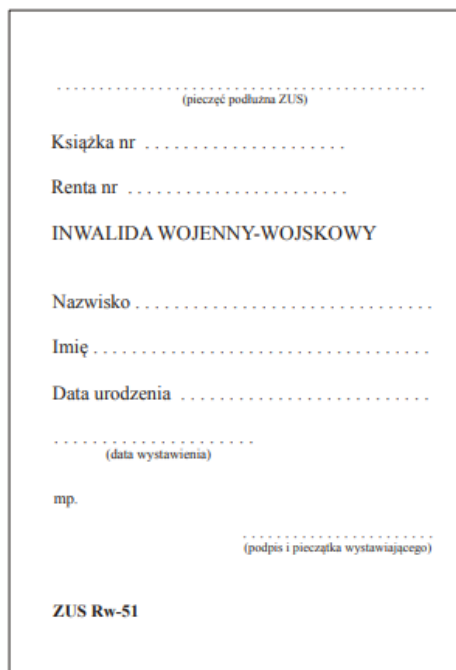 . . . . . . . . . . . . . . . . . . . . . . . . . . . . . . . . . . . . . . . . . . . . . .
(pieczęć podłużna ZUS)
Książka nr . . . . . . . . . . . . . . . . . . . . .
Renta nr . . . . . . . . . . . . . . . . . . . . . . .
INWALIDA WOJENNY-WOJSKOWY
Nazwisko . . . . . . . . . . . . . . . . . . . . . . . . . . . . . . .
Imię . . . . . . . . . . . . . . . . . . . . . . . . . . . . . . . . . . .
Data urodzenia . . . . . . . . . . . . . . . . . . . . . . . . . .
. . . . . . . . . . . . . . . . . . . . .
(data wystawienia)
mp.
. . . . . . . . . . . . . . . . . . . . . . . .
(podpis i pieczątka wystawiającego)
ZUS Rw-51